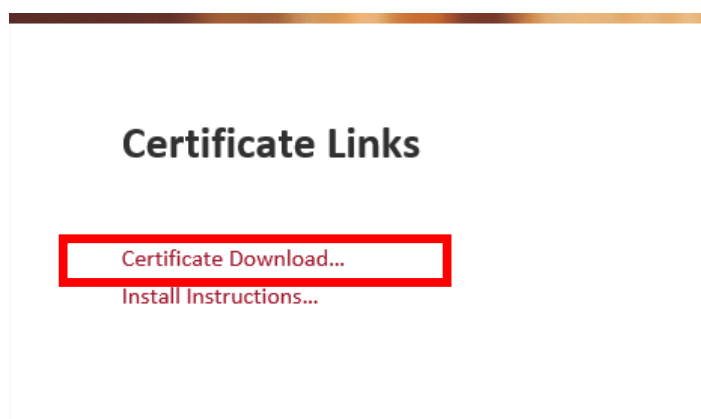 Certificate Links
Certificate Download...
Install Instructions...